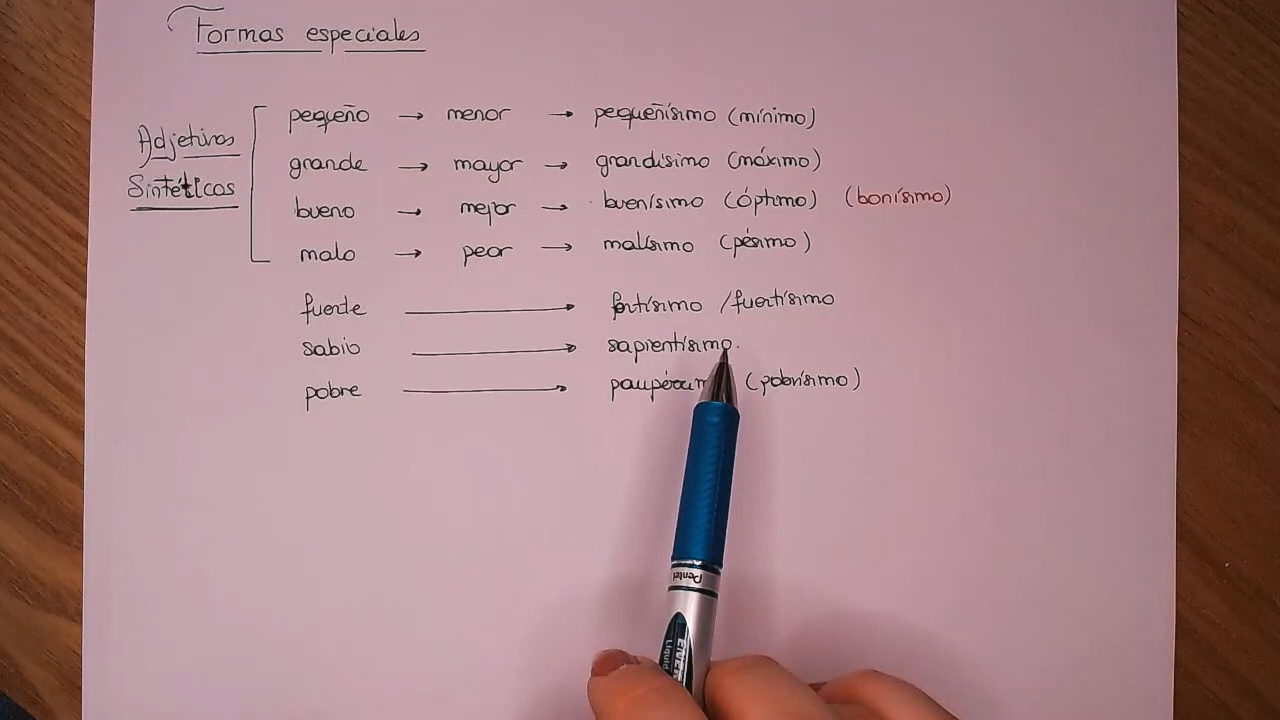 Formas especiales
Adjetivos
Sintéticos
pequeño → menor → pequeñísimo (mínimo)
grande → mayor → grandísimo (máximo)
bueno → mejor → buenísimo (óptimo) (bonísimo)
malo → peor → malísimo (pésimo)
fuerte → fortísimo / fuertísimo
sabio → sapientísimo.
pobre → (pobrísimo)
Pentel
Liquid